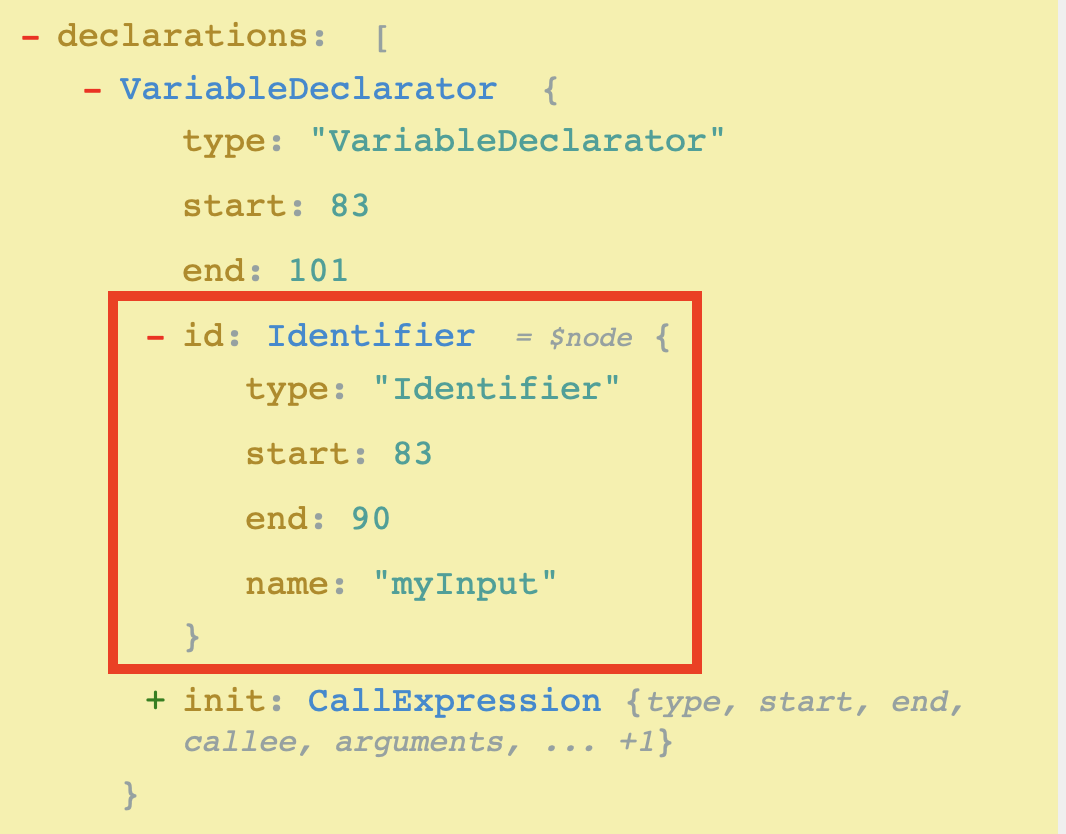 - declarations: [
- VariableDeclarator {
type: "VariableDeclarator"
start: 83
end: 101
- id: Identifier = $node {
type: "Identifier"
start: 83
end: 90
name: "myInput"
}
+ init: CallExpression {type, start, end,
callee, arguments, ... +1}
}